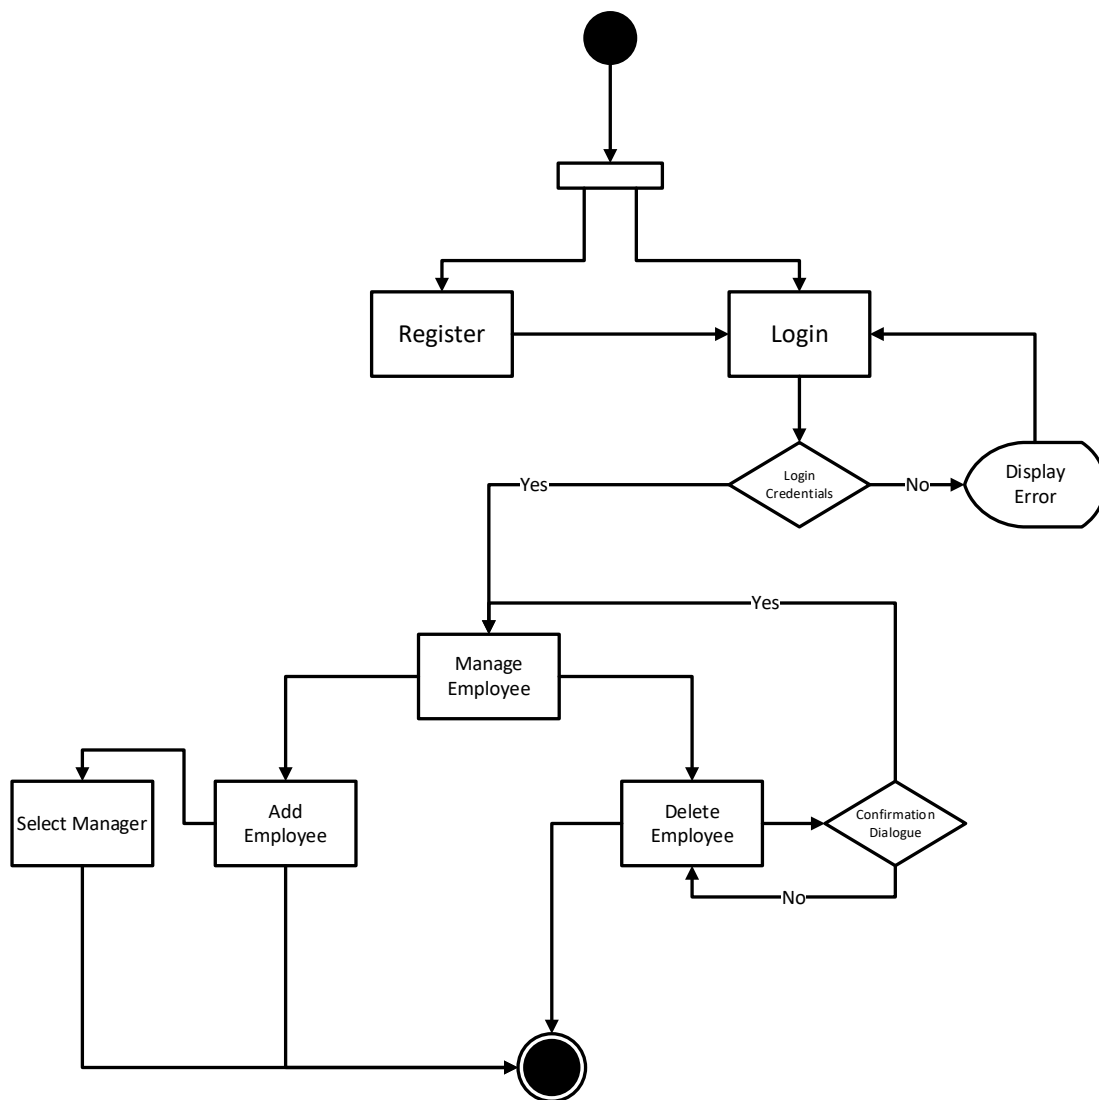 Register
Login
Login
Credentials
Yes
No
Display
Error
Yes
Manage
Employee
Select Manager
Add
Employee
Delete
Employee
Confirmation
Dialogue
No